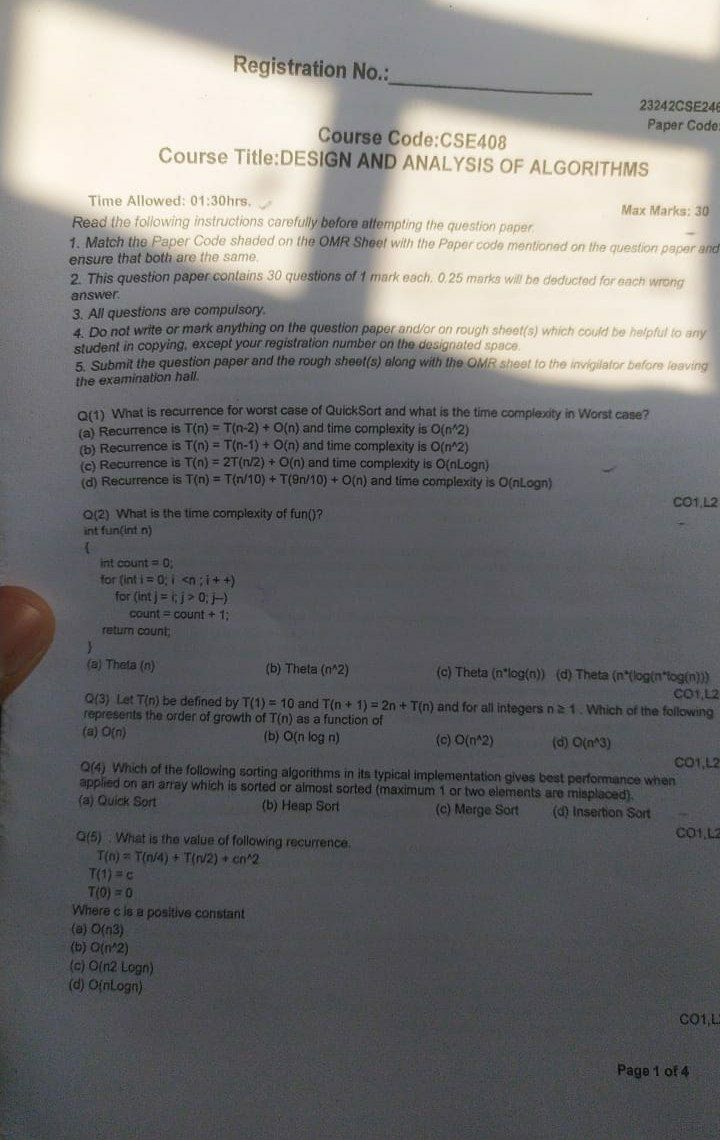 Registration No.:
23242CSE246
Paper Code:
Course Code:CSE408
Course Title:DESIGN AND ANALYSIS OF ALGORITHMS
Time Allowed: 01:30hrs.
Max Marks: 30
Read the following instructions carefully before attempting the question paper.
1. Match the Paper Code shaded on the OMR Sheet with the Paper code mentioned on the question paper and
ensure that both are the same.
2. This question paper contains 30 questions of 1 mark each. 0.25 marks will be deducted for each wrong
answer.
3. All questions are compulsory.
4. Do not write or mark anything on the question paper and/or on rough sheet(s) which could be helpful to any
student in copying, except your registration number on the designated space.
5. Submit the question paper and the rough sheet(s) along with the OMR sheet to the invigilator before leaving
the examination hall.
Q(1) What is recurrence for worst case of QuickSort and what is the time complexity in Worst case?
(a) Recurrence is T(n) = T(n-2) + O(n) and time complexity is O(n^2)
(b) Recurrence is T(n) = T(n-1) + O(n) and time complexity is O(n^2)
(c) Recurrence is T(n) = 2T(n/2) + O(n) and time complexity is O(nLogn)
(d) Recurrence is T(n) = T(n/10) + T(9n/10) + O(n) and time complexity is O(nLogn)
CO1,L2
Q(2) What is the time complexity of fun()?
int fun(int n)
{
int count = 0;
for (int i = 0; i <n ; i + +)
for (int j = i; j > 0; j--)
count = count + 1;
return count;
}
(a) Theta (n) (b) Theta (n^2) (c) Theta (n*log(n)) (d) Theta (n*(log(n*log(n)))
CO1,L2
Q(3) Let T(n) be defined by T(1) = 10 and T(n + 1) = 2n + T(n) and for all integers n ≥ 1 . Which of the following
represents the order of growth of T(n) as a function of
(a) O(n) (b) O(n log n) (c) O(n^2) (d) O(n^3)
CO1,L2
Q(4) Which of the following sorting algorithms in its typical implementation gives best performance when
applied on an array which is sorted or almost sorted (maximum 1 or two elements are misplaced).
(a) Quick Sort (b) Heap Sort (c) Merge Sort (d) Insertion Sort
CO1,L2
Q(5) . What is the value of following recurrence.
T(n) = T(n/4) + T(n/2) + cn^2
T(1) = c
T(0) = 0
Where c is a positive constant
(a) O(n3)
(b) O(n^2)
(c) O(n2 Logn)
(d) O(nLogn)
CO1,L
Page 1 of 4